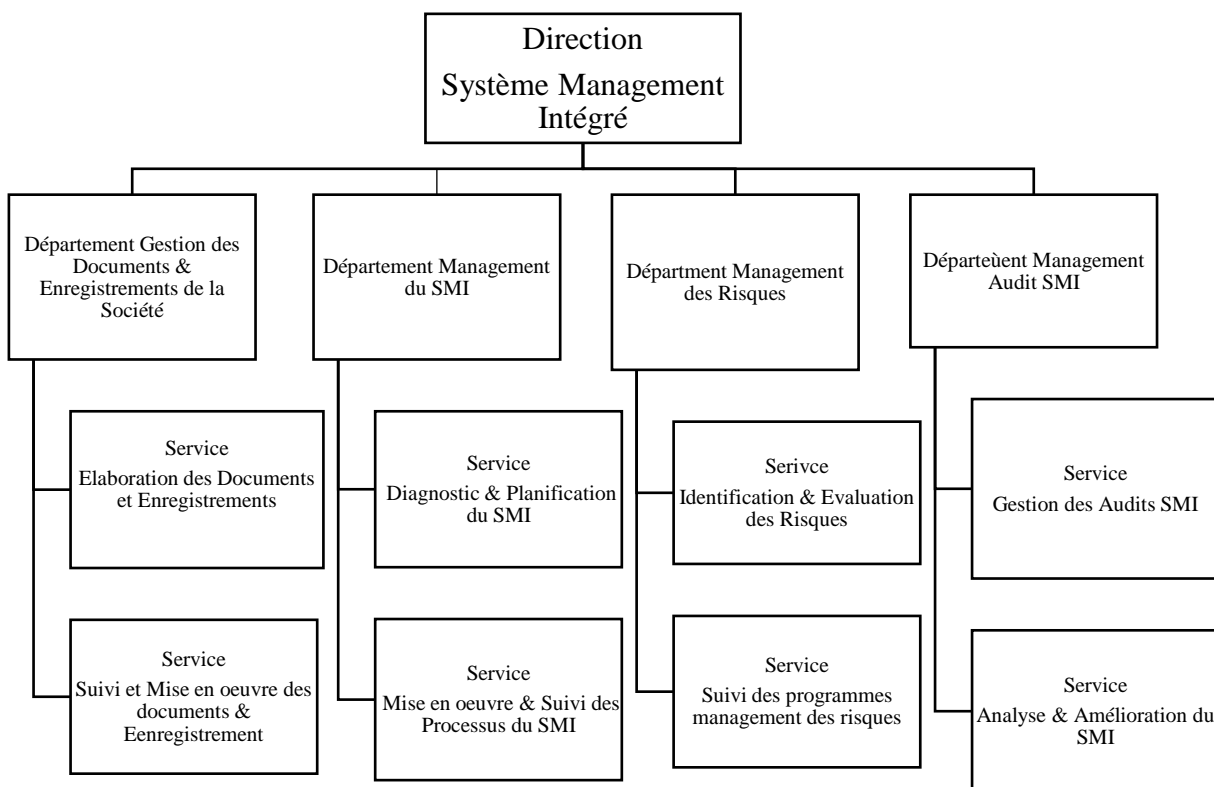 Direction
Système Management
Intégré
Département Gestion des
Documents &
Enregistrements de la
Société
Département Management
du SMI
Départment Management
des Risques
Départeùent Management
Audit SMI
Service
Elaboration des Documents
et Enregistrements
Service
Diagnostic & Planification
du SMI
Serivce
Identification & Evaluation
des Risques
Service
Gestion des Audits SMI
Service
Suivi et Mise en oeuvre des
documents &
Eenregistrement
Service
Mise en oeuvre & Suivi des
Processus du SMI
Service
Suivi des programmes
management des risques
Service
Analyse & Amélioration du
SMI